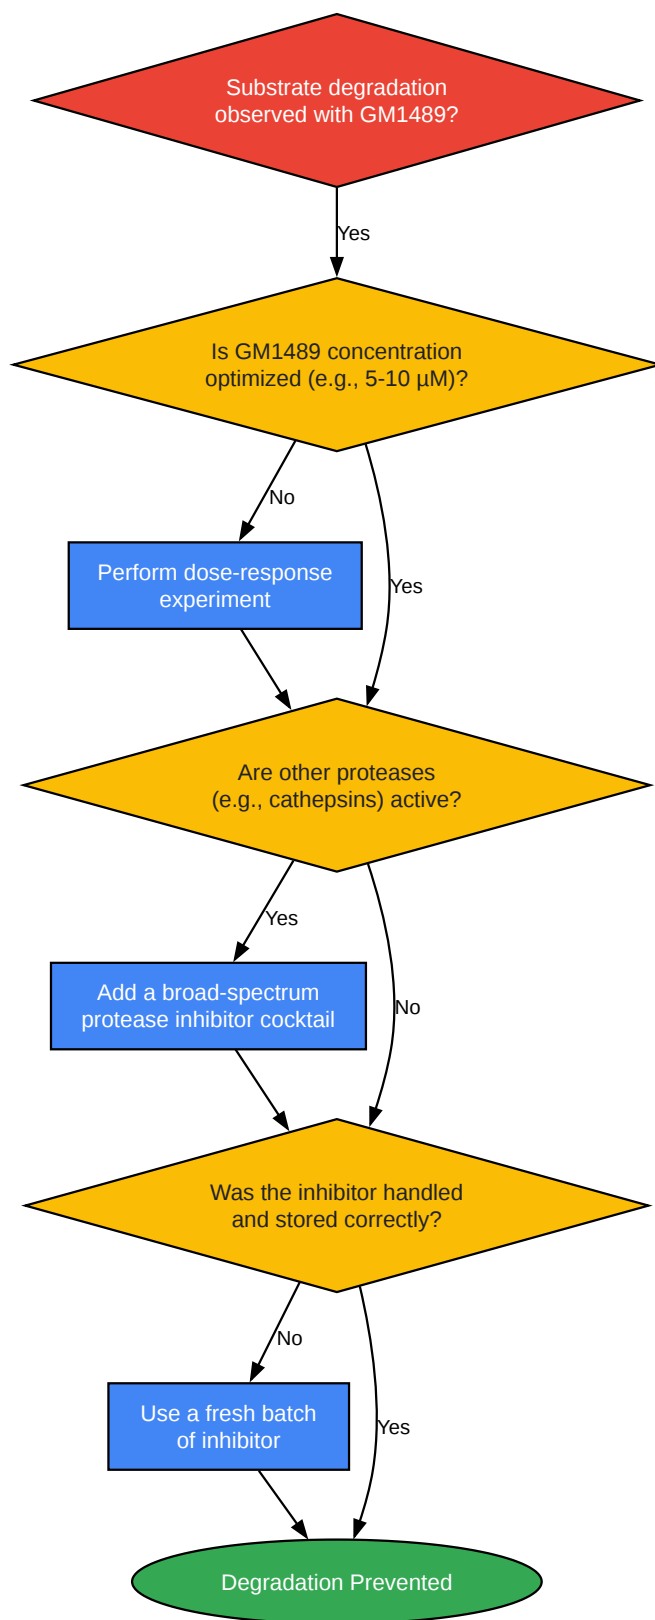 Substrate degradation
observed with GM1489?
Yes
Is GM1489 concentration
optimized (e.g., 5-10 µM)?
No
Perform dose-response
experiment
Yes
Are other proteases
(e.g., cathepsins) active?
Yes
Add a broad-spectrum
protease inhibitor cocktail
No
Was the inhibitor handled
and stored correctly?
No
Use a fresh batch
of inhibitor
Yes
Degradation Prevented